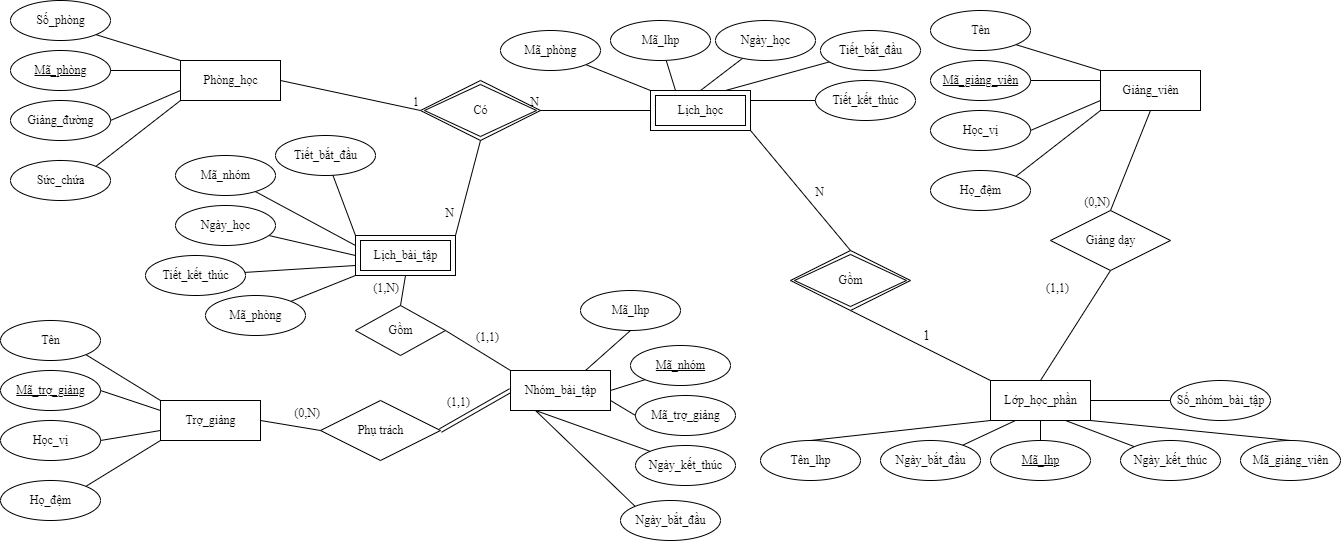 Số_phòng
Mã_phòng
Giảng_đường
Sức_chứa
Phòng_học
1
Có
N
N
Mã_phòng
Mã_lhp
Ngày_học
Tiết_bắt_đầu
Tiết_kết_thúc
Lịch_học
Tên
Mã_giảng_viên
Học_vị
Họ_đệm
Giảng_viên
(0,N)
Giảng dạy
(1,1)
Tiết_bắt_đầu
Mã_nhóm
Ngày_học
Tiết_kết_thúc
Mã_phòng
Lịch_bài_tập
(1,N)
Gồm
(1,1)
N
Gồm
1
Tên
Mã_trợ_giảng
Học_vị
Họ_đệm
Trợ_giảng
(0,N)
Phụ trách
(1,1)
Nhóm_bài_tập
Mã_lhp
Mã_nhóm
Mã_trợ_giảng
Ngày_kết_thúc
Ngày_bắt_đầu
Lớp_học_phần
Số_nhóm_bài_tập
Tên_lhp
Ngày_bắt_đầu
Mã_lhp
Ngày_kết_thúc
Mã_giảng_viên